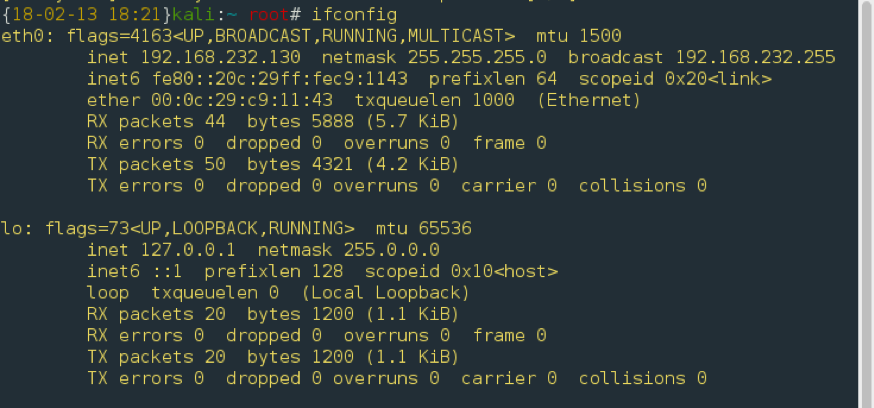 {18-02-13 18:21}kali:~ root# ifconfig
eth0: flags=4163<UP,BROADCAST,RUNNING,MULTICAST>  mtu 1500
        inet 192.168.232.130  netmask 255.255.255.0  broadcast 192.168.232.255
        inet6 fe80::20c:29ff:fec9:1143  prefixlen 64  scopeid 0x20<link>
        ether 00:0c:29:c9:11:43  txqueuelen 1000  (Ethernet)
        RX packets 44  bytes 5888 (5.7 KiB)
        RX errors 0  dropped 0  overruns 0  frame 0
        TX packets 50  bytes 4321 (4.2 KiB)
        TX errors 0  dropped 0 overruns 0  carrier 0  collisions 0

lo: flags=73<UP,LOOPBACK,RUNNING>  mtu 65536
        inet 127.0.0.1  netmask 255.0.0.0
        inet6 ::1  prefixlen 128  scopeid 0x10<host>
        loop  txqueuelen 0  (Local Loopback)
        RX packets 20  bytes 1200 (1.1 KiB)
        RX errors 0  dropped 0  overruns 0  frame 0
        TX packets 20  bytes 1200 (1.1 KiB)
        TX errors 0  dropped 0 overruns 0  carrier 0  collisions 0